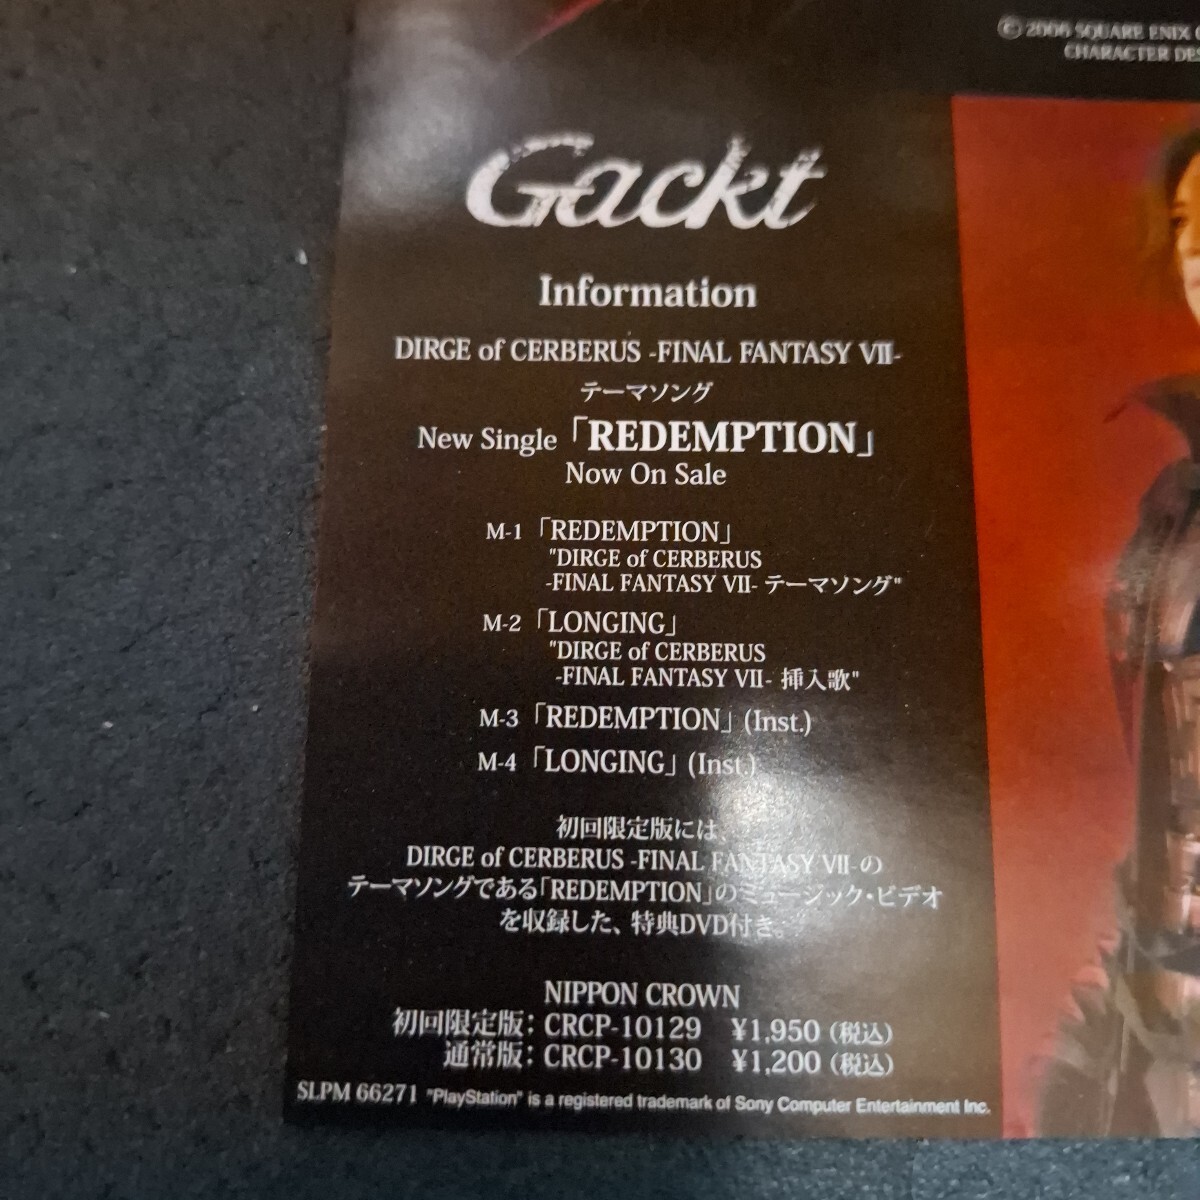 © 2006 SQUARE ENIX
CHARACTER DES
Gackt
Information
DIRGE of CERBERUS -FINAL FANTASY VII-
テーマソング
New Single「REDEMPTION」
Now On Sale
M-1「REDEMPTION」
"DIRGE of CERBERUS
-FINAL FANTASY VII- テーマソング"
M-2「LONGING」
"DIRGE of CERBERUS
-FINAL FANTASY VII- 挿入歌"
M-3「REDEMPTION」(Inst.)
M-4「LONGING」(Inst.)
初回限定版には、
DIRGE of CERBERUS -FINAL FANTASY VII-の
テーマソングである「REDEMPTION」のミュージック・ビデオ
を収録した、特典DVD付き。
NIPPON CROWN
初回限定版：CRCP-10129 ¥1,950（税込）
通常版：CRCP-10130 ¥1,200（税込）
SLPM 66271 "PlayStation" is a registered trademark of Sony Computer Entertainment Inc.